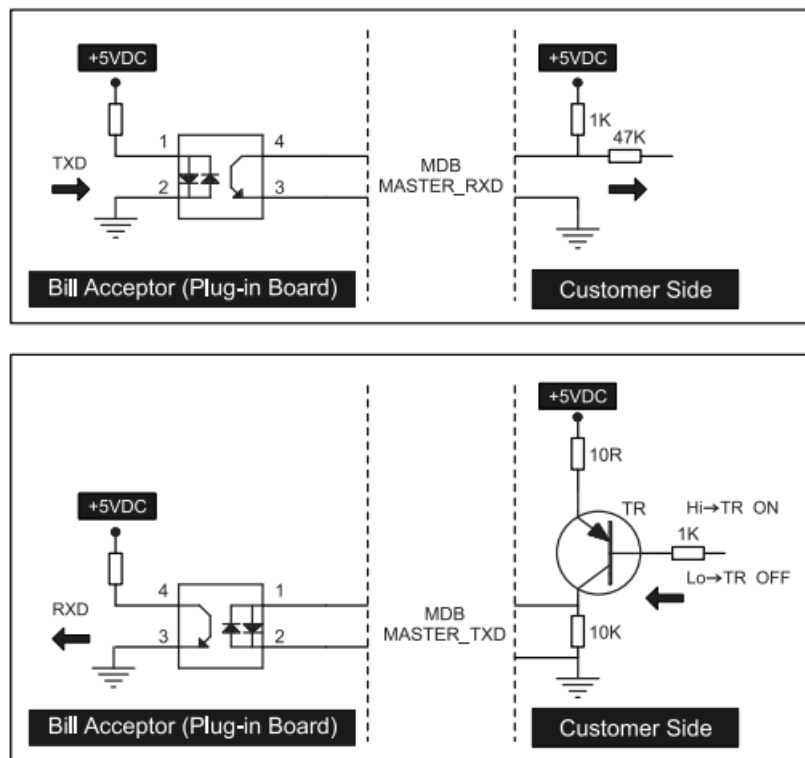 +5VDC
+5VDC
1K
47K
1
4
TXD
MDB
MASTER_RXD
2
3
Bill Acceptor (Plug-in Board)
Customer Side
+5VDC
10R
+5VDC
TR
Hi→TR ON
1K
Lo→TR OFF
4
1
RXD
MDB
MASTER_TXD
10K
3
2
Bill Acceptor (Plug-in Board)
Customer Side